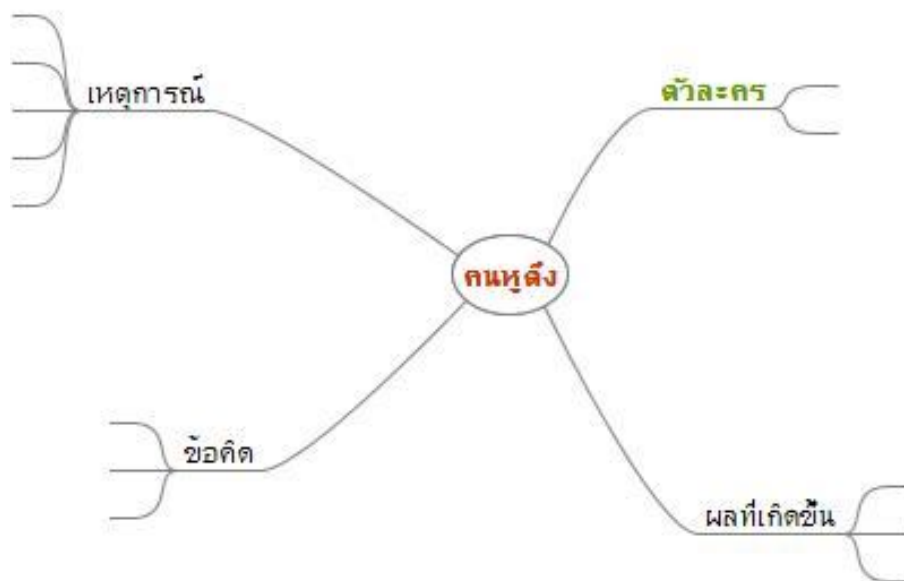 เหตุการณ์
ตัวละคร
คนหูตึง
ข้อคิด
ผลที่เกิดขึ้น